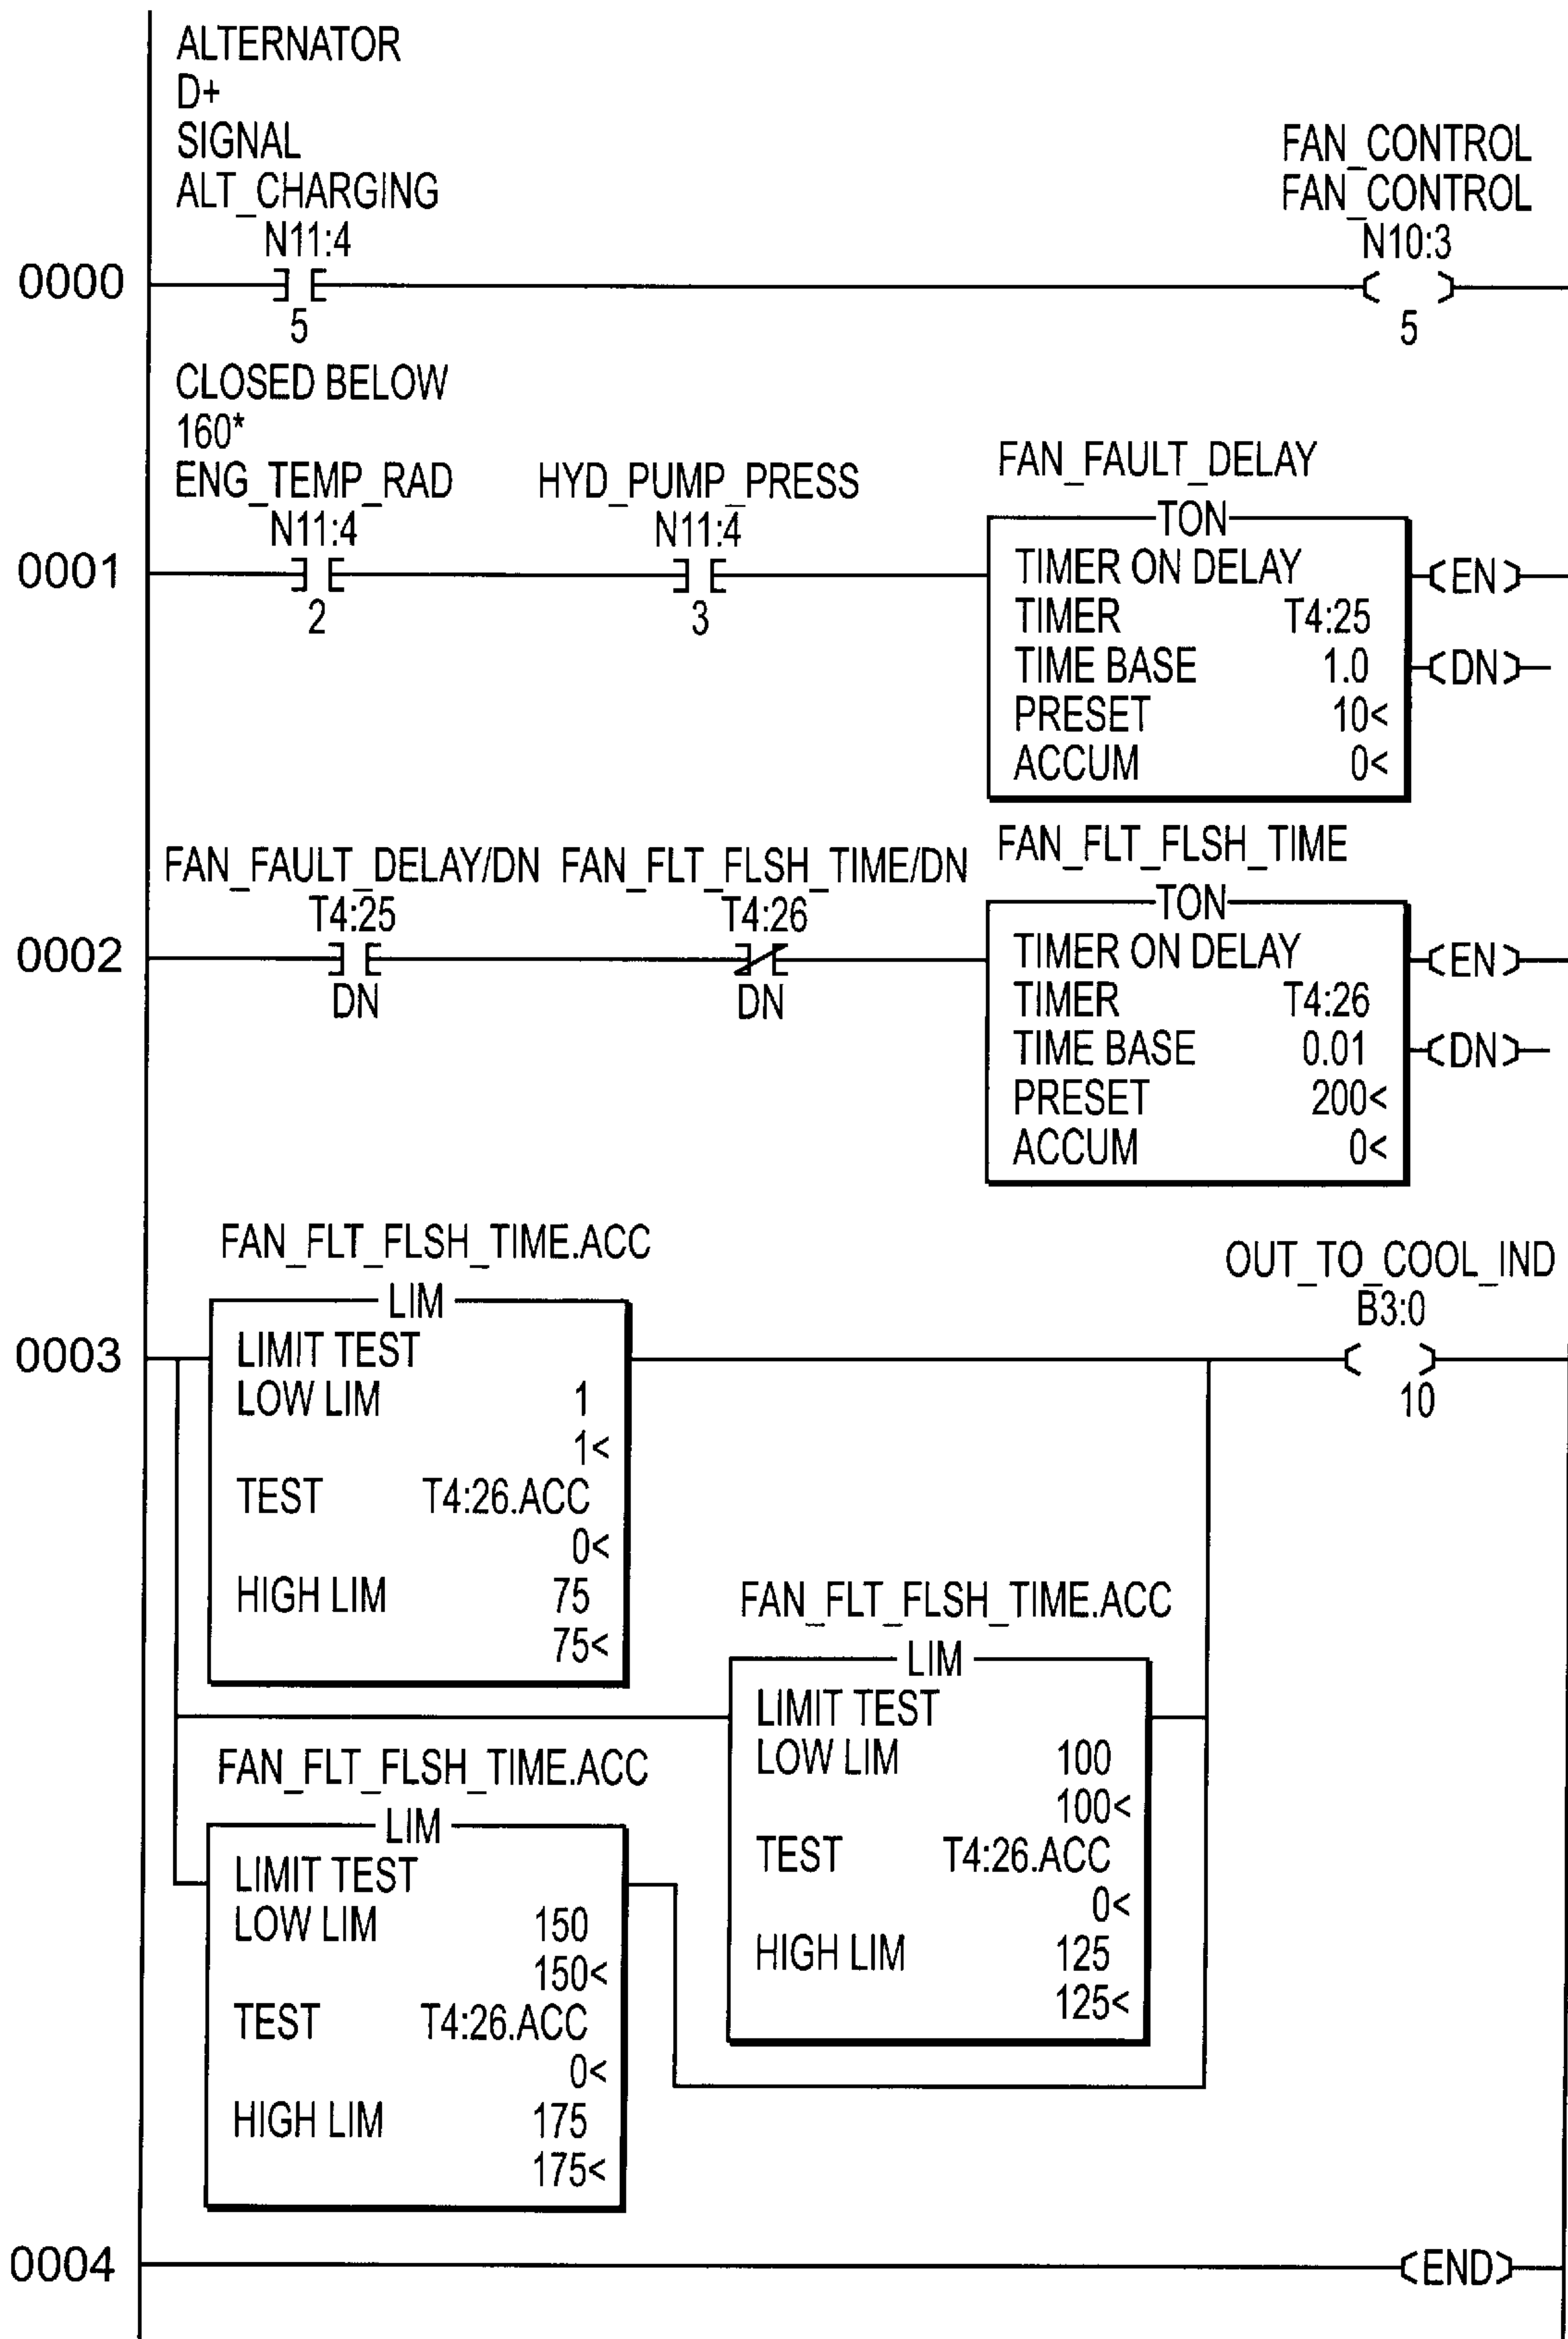 ALTERNATOR
D+
SIGNAL
ALT_CHARGING
N11:4
5
FAN_CONTROL
FAN_CONTROL
N10:3
5
0000
CLOSED BELOW
160*
ENG_TEMP_RAD
N11:4
2
HYD_PUMP_PRESS
N11:4
3
0001
FAN_FAULT_DELAY
TON
TIMER ON DELAY
TIMER T4:25
TIME BASE 1.0
PRESET 10<
ACCUM 0<
EN
DN
FAN_FAULT_DELAY/DN
T4:25
DN
FAN_FLT_FLSH_TIME/DN
T4:26
DN
0002
FAN_FLT_FLSH_TIME
TON
TIMER ON DELAY
TIMER T4:26
TIME BASE 0.01
PRESET 200<
ACCUM 0<
EN
DN
0003
FAN_FLT_FLSH_TIME.ACC
LIM
LIMIT TEST
LOW LIM 1
1<
TEST T4:26.ACC
0<
HIGH LIM 75
75<
OUT_TO_COOL_IND
B3:0
10
FAN_FLT_FLSH_TIME.ACC
LIM
LIMIT TEST
LOW LIM 100
100<
TEST T4:26.ACC
0<
HIGH LIM 125
125<
FAN_FLT_FLSH_TIME.ACC
LIM
LIMIT TEST
LOW LIM 150
150<
TEST T4:26.ACC
0<
HIGH LIM 175
175<
0004
END